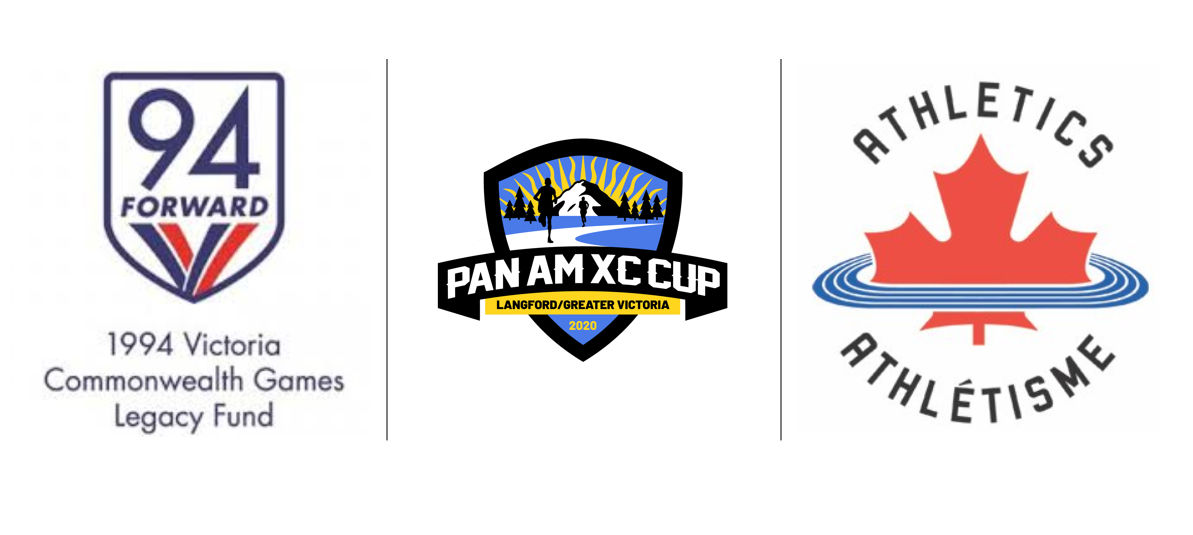 94
FORWARD
1994 Victoria
Commonwealth Games
Legacy Fund
PAN AM XC CUP
LANGFORD/GREATER VICTORIA
2020
ATHLETICS
ATHLÉTISME